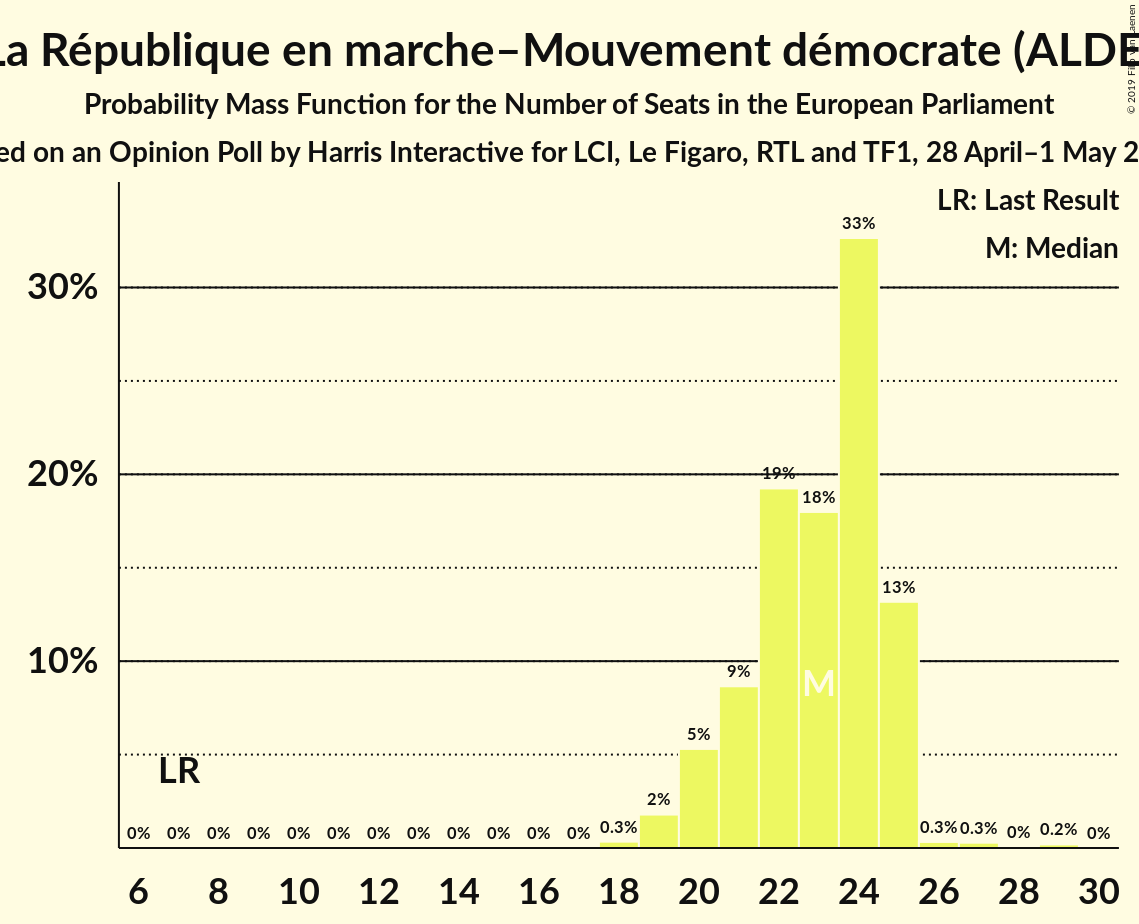 La République en marche–Mouvement démocrate (ALDE
Probability Mass Function for the Number of Seats in the European Parliament
ed on an Opinion Poll by Harris Interactive for LCI, Le Figaro, RTL and TF1, 28 April–1 May 2
© 2019
LR: Last Result
M: Median
33%
30%
20%
19%
18%
13%
10%
9%
M
5%
LR
2%
0% 0% 0% 0% 0% 0% 0% 0% 0% 0% 0% 0% 0.3% 0.3% 0.3% 0% 0.2% 0%
6 8 10 12 14 16 18 20 22 24 26 28 30